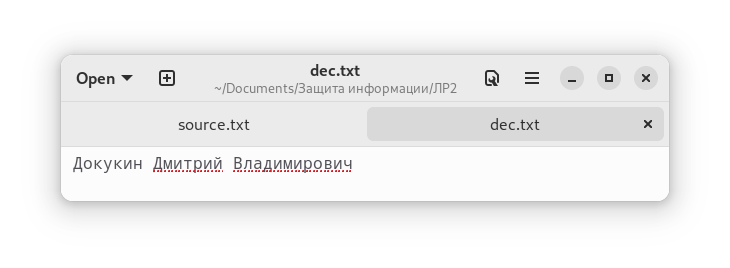 Open
dec.txt
~/Documents/Защита информации/ЛР2
source.txt
dec.txt
Докукин Дмитрий Владимирович